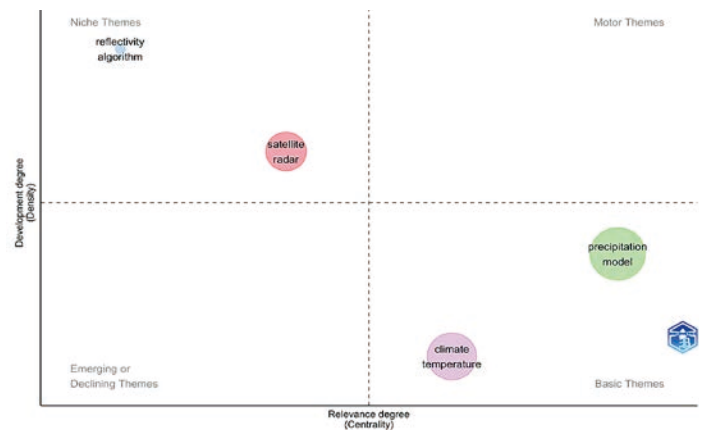 Niche Themes
Motor Themes
reflectivity
algorithm
satellite
radar
Development degree
(Density)
precipitation
model
climate
temperature
Emerging or
Declining Themes
Basic Themes
Relevance degree
(Centrality)